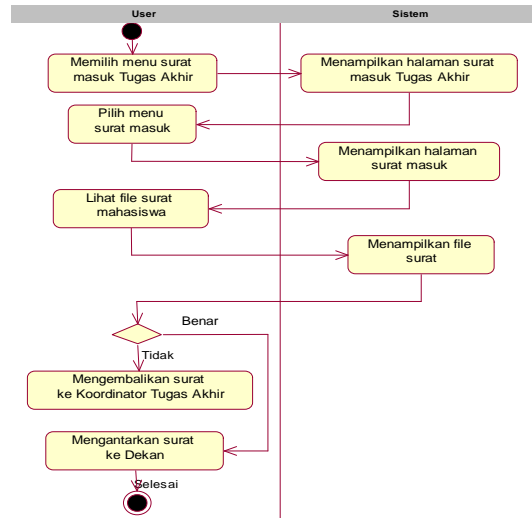 User
Sistem
Memilih menu surat
masuk Tugas Akhir
Menampilkan halaman surat
masuk Tugas Akhir
Pilih menu
surat masuk
Menampilkan halaman
surat masuk
Lihat file surat
mahasiswa
Menampilkan file
surat
Benar
Tidak
Mengembalikan surat
ke Koordinator Tugas Akhir
Mengantarkan surat
ke Dekan
Selesai